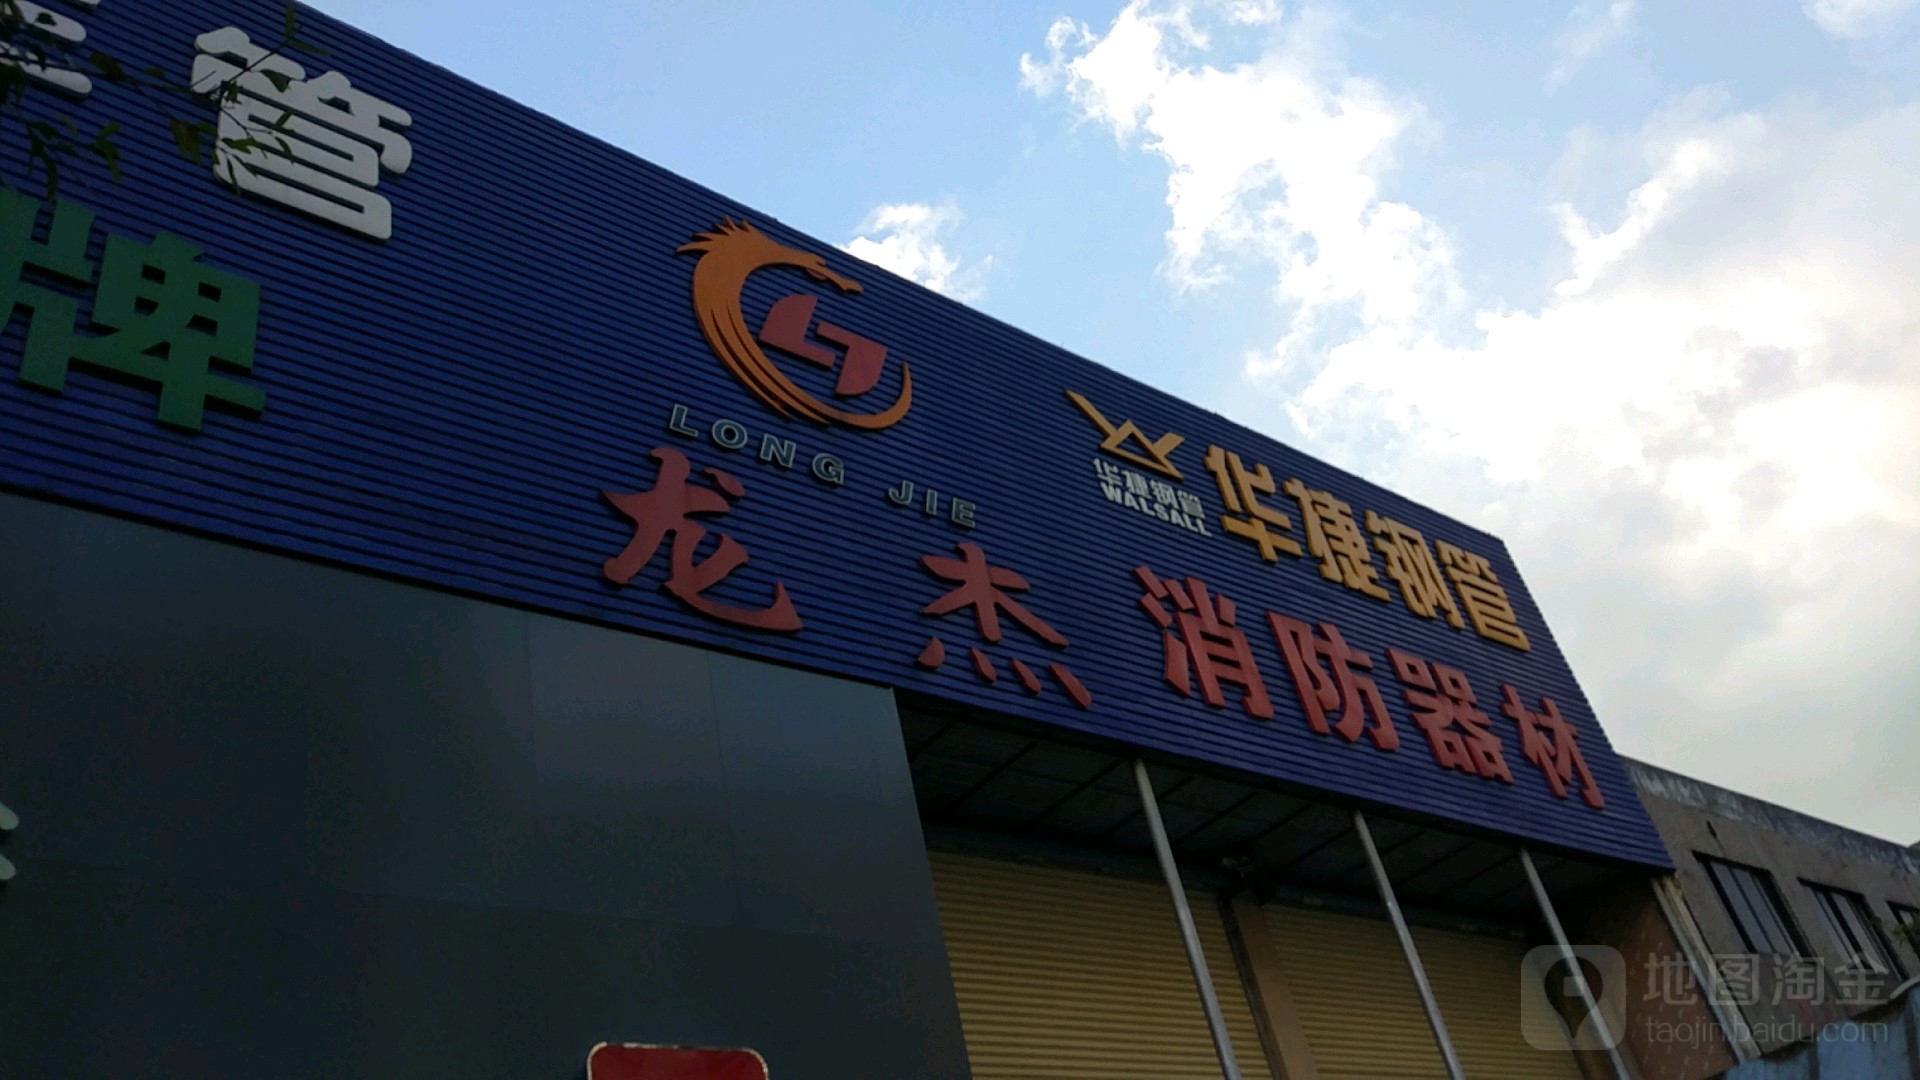 管
牌
LONG JIE
龙杰消防器材
华捷钢管
WALSALL
华捷钢管
地图淘金
taojin.baidu.com